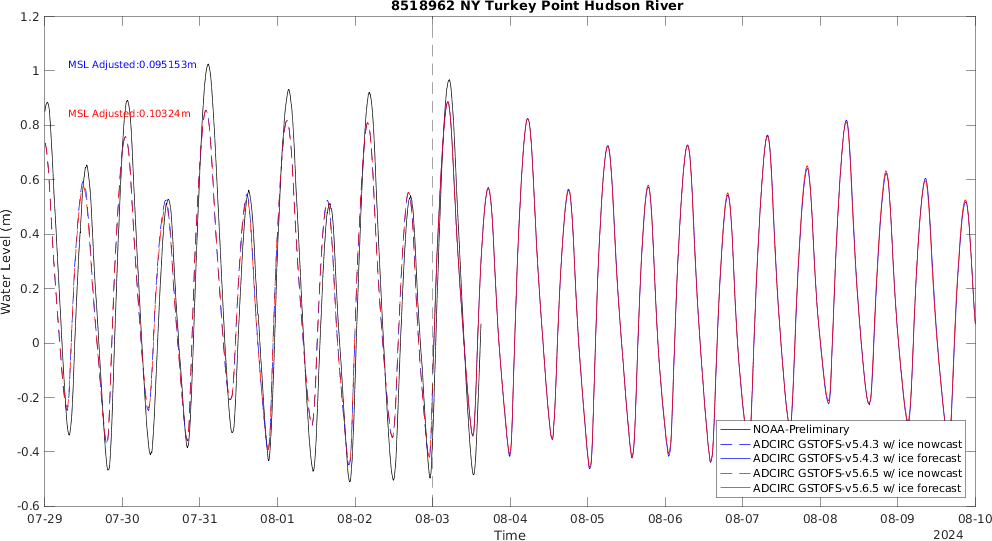 8518962 NY Turkey Point Hudson River
MSL Adjusted:0.095153m
MSL Adjusted:0.10324m
Water Level (m)
1.2
1
0.8
0.6
0.4
0.2
0
-0.2
-0.4
-0.6
NOAA-Preliminary
ADCIRC GSTOFS-v5.4.3 w/ ice nowcast
ADCIRC GSTOFS-v5.4.3 w/ ice forecast
ADCIRC GSTOFS-v5.6.5 w/ ice nowcast
ADCIRC GSTOFS-v5.6.5 w/ ice forecast
07-29 07-30 07-31 08-01 08-02 08-03 08-04 08-05 08-06 08-07 08-08 08-09 08-10
Time
2024